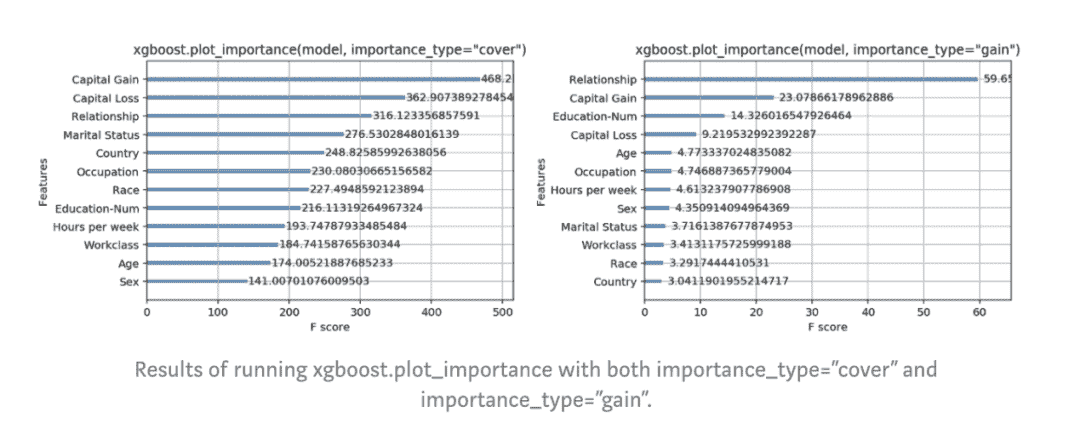 xgboost.plot_importance(model, importance_type="cover")
Features
Capital Gain 468.2
Capital Loss 362.907389278454
Relationship 316.123356857591
Marital Status 276.5302848016139
Country 248.82585992638056
Occupation 230.08030665156582
Race 227.4948592123894
Education-Num 216.11319264967324
Hours per week 193.74787933485484
Workclass 184.74158765630344
Age 174.00521887685233
Sex 141.00701076009503
0 100 200 300 400 500
F score
xgboost.plot_importance(model, importance_type="gain")
Features
Relationship 59.65
Capital Gain 23.07866178962886
Education-Num 14.326016547926464
Capital Loss 9.219532992392287
Age 4.773337024835082
Occupation 4.746887365779004
Hours per week 4.613237907786908
Sex 4.350914094964369
Marital Status 3.7161387677874953
Workclass 3.4131175725999188
Race 3.2917444410531
Country 3.0411901955214717
0 10 20 30 40 50 60
F score
Results of running xgboost.plot_importance with both importance_type="cover" and
importance_type="gain".